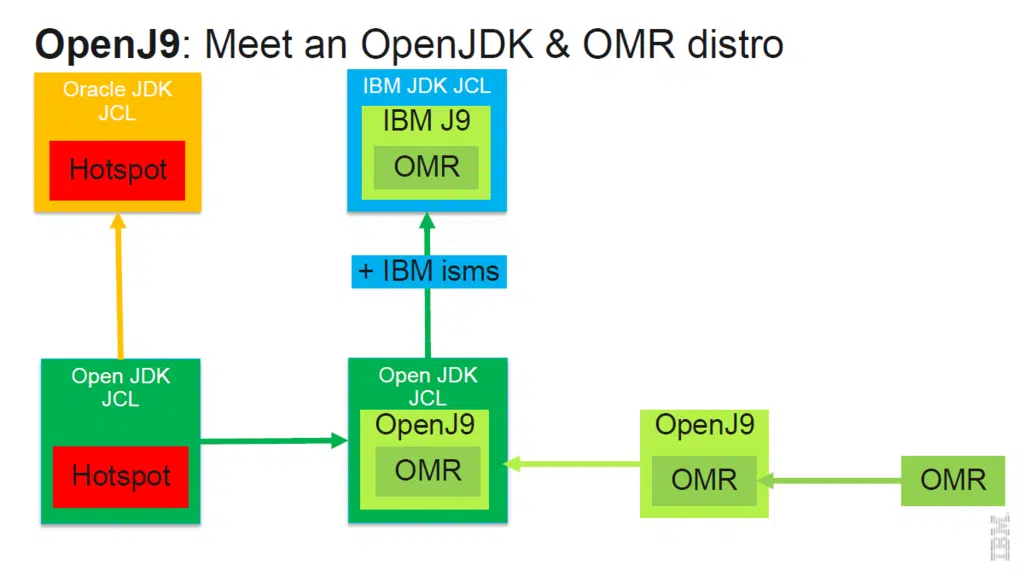 OpenJ9: Meet an OpenJDK & OMR distro
Oracle JDK
JCL
Hotspot
IBM JDK JCL
IBM J9
OMR
+ IBM isms
Open JDK
JCL
Hotspot
Open JDK
JCL
OpenJ9
OMR
OpenJ9
OMR
OMR
IBM